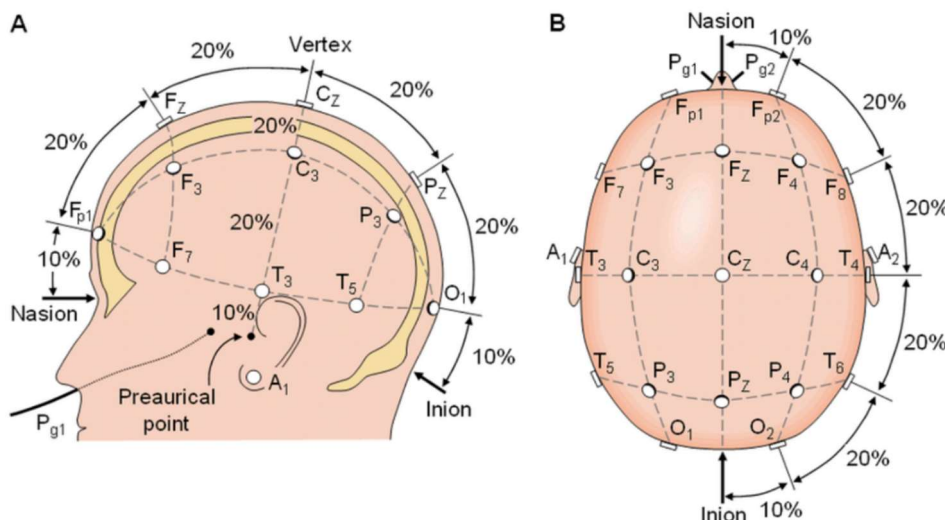 A
Vertex
20%
20%
FZ
CZ
20%
20%
F3
C3
PZ
Fp1
P3
20%
20%
F7
10%
T3
T5
O1
Nasion
10%
10%
A1
Preaurical
point
Inion
Pg1
B
Nasion
10%
Pg1
Pg2
Fp1
Fp2
20%
F7
F3
FZ
F4
F8
20%
A1
T3
C3
CZ
C4
T4
A2
20%
T5
P3
PZ
P4
T6
O1
O2
20%
Inion
10%